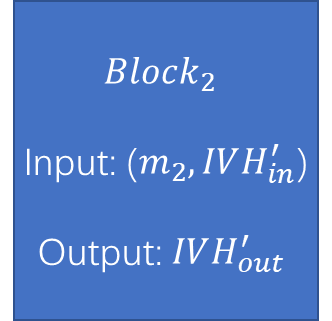 Block₂
Input: (m₂, IVH′ᵢₙ)
Output: IVH′ₒᵤₜ